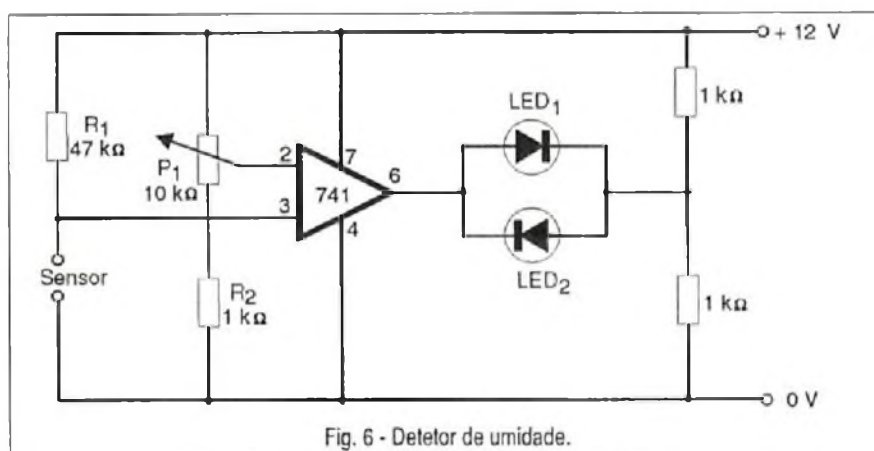 + 12 V
R1
47 kΩ
P1
10 kΩ
2
3
741
7
4
6
LED1
LED2
1 kΩ
Sensor
R2
1 kΩ
1 kΩ
0 V
Fig. 6 - Detetor de umidade.